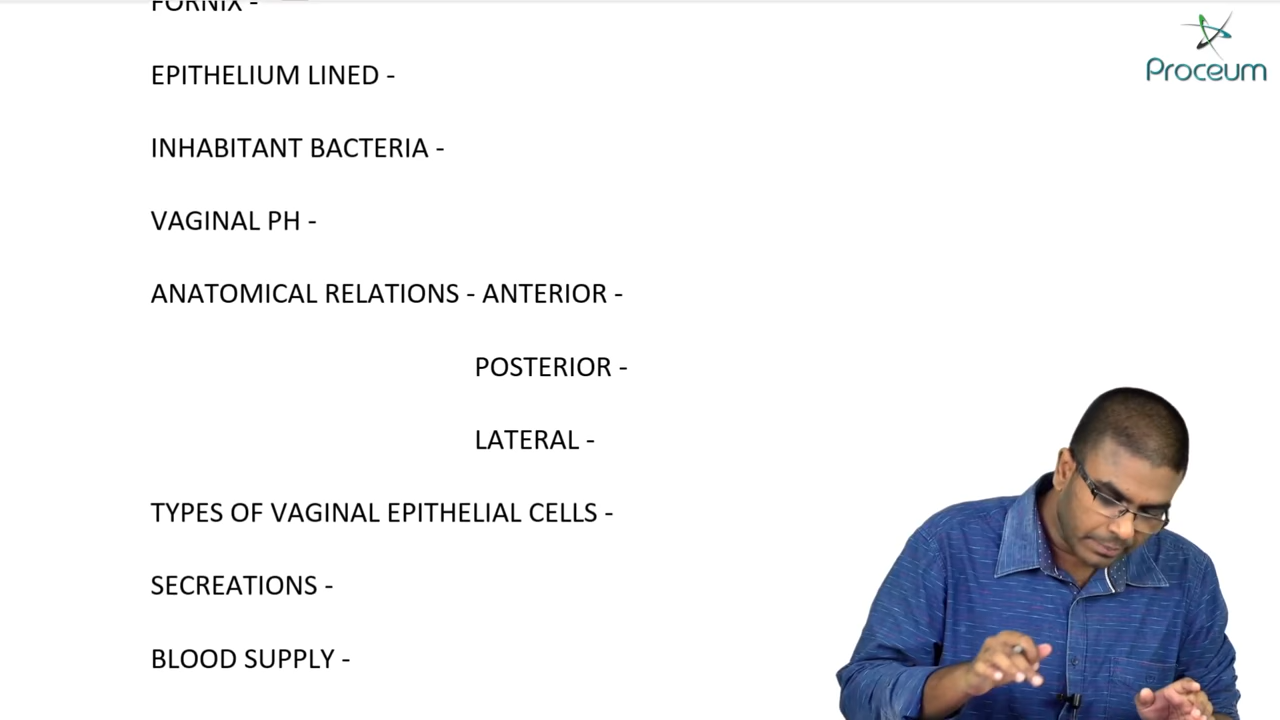 FORNIX -
Proceum
EPITHELIUM LINED -
INHABITANT BACTERIA -
VAGINAL PH -
ANATOMICAL RELATIONS - ANTERIOR -
POSTERIOR -
LATERAL -
TYPES OF VAGINAL EPITHELIAL CELLS -
SECREATIONS -
BLOOD SUPPLY -